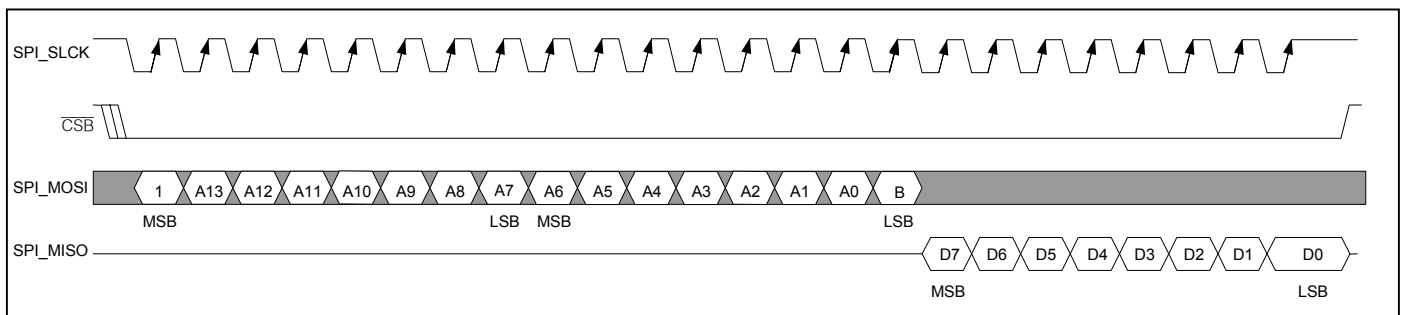 SPI_SLCK
CSB
SPI_MOSI 1 A13 A12 A11 A10 A9 A8 A7 A6 A5 A4 A3 A2 A1 A0 B
MSB LSB MSB LSB
SPI_MISO D7 D6 D5 D4 D3 D2 D1 D0
MSB LSB